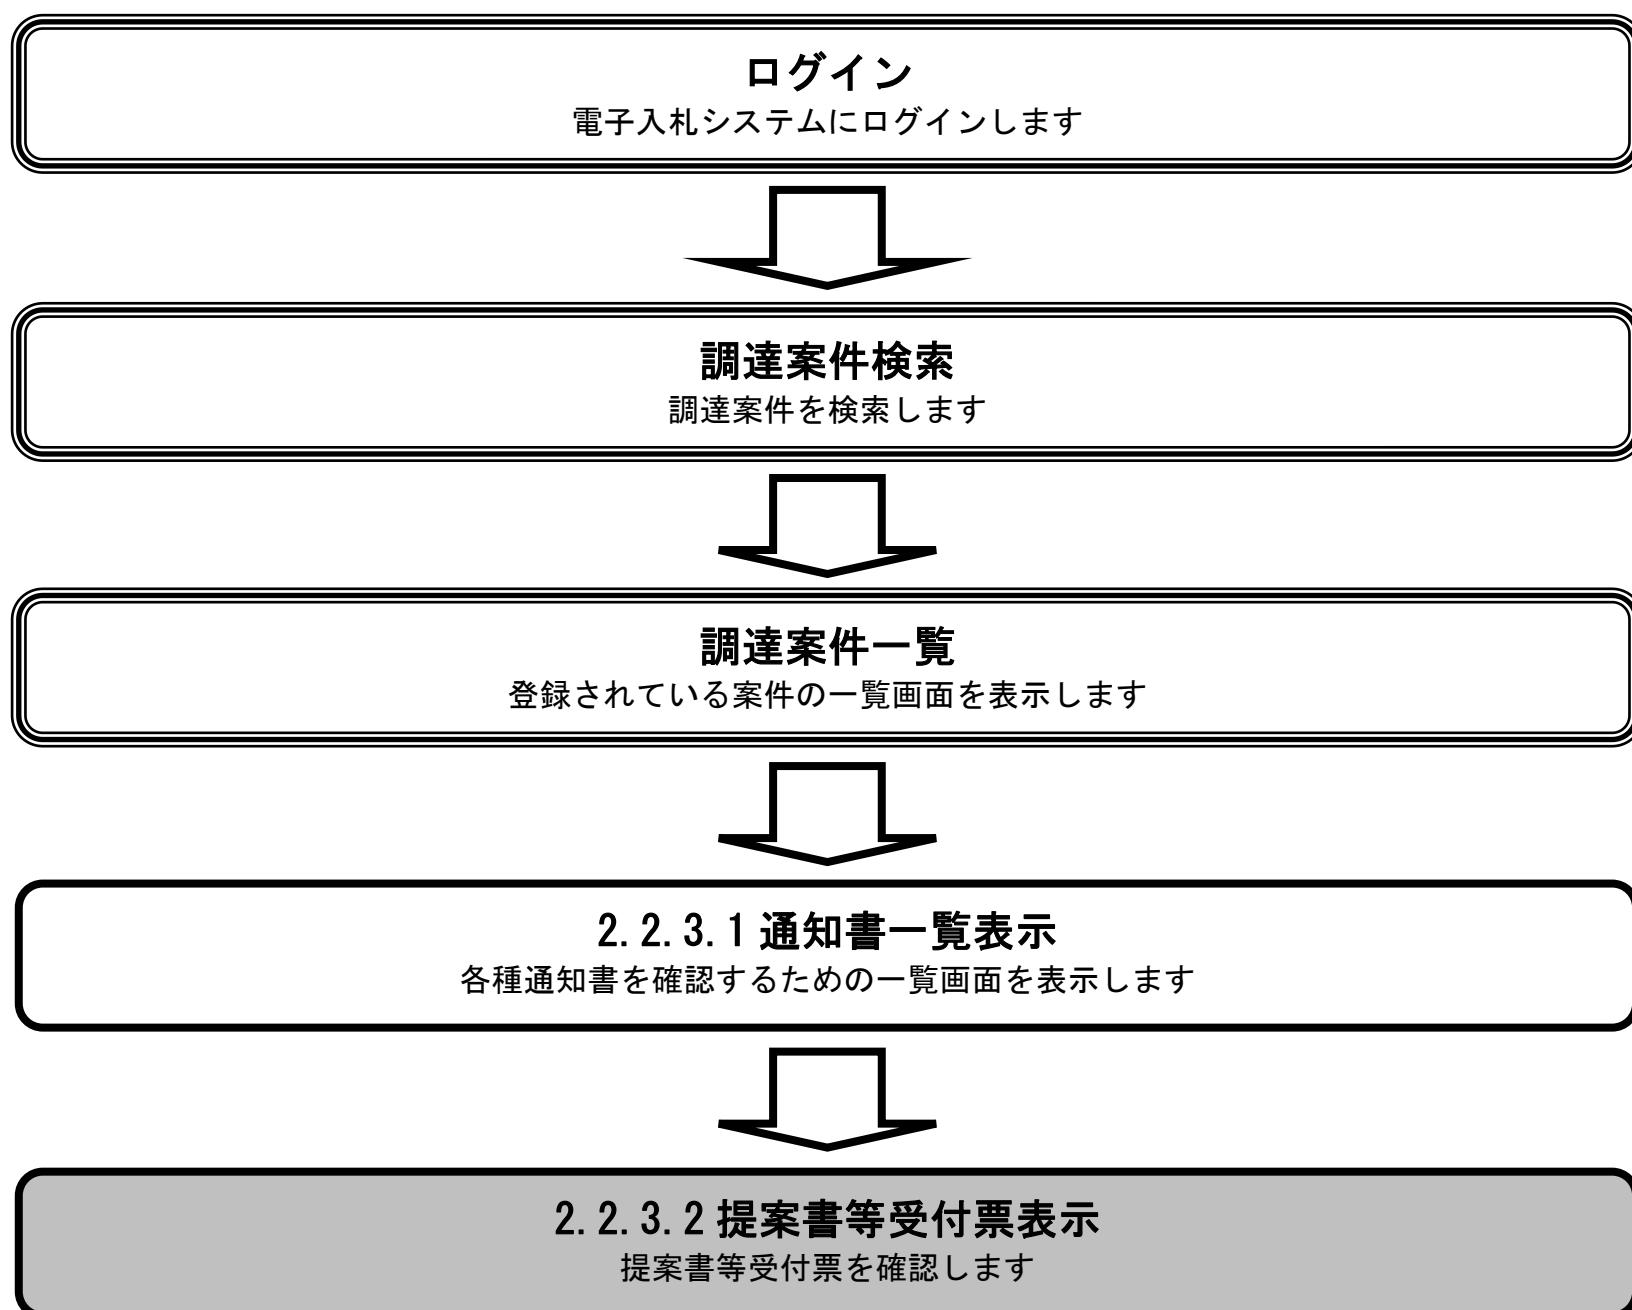 ログイン
電子入札システムにログインします
調達案件検索
調達案件を検索します
調達案件一覧
登録されている案件の一覧画面を表示します
2.2.3.1 通知書一覧表示
各種通知書を確認するための一覧画面を表示します
2.2.3.2 提案書等受付票表示
提案書等受付票を確認します